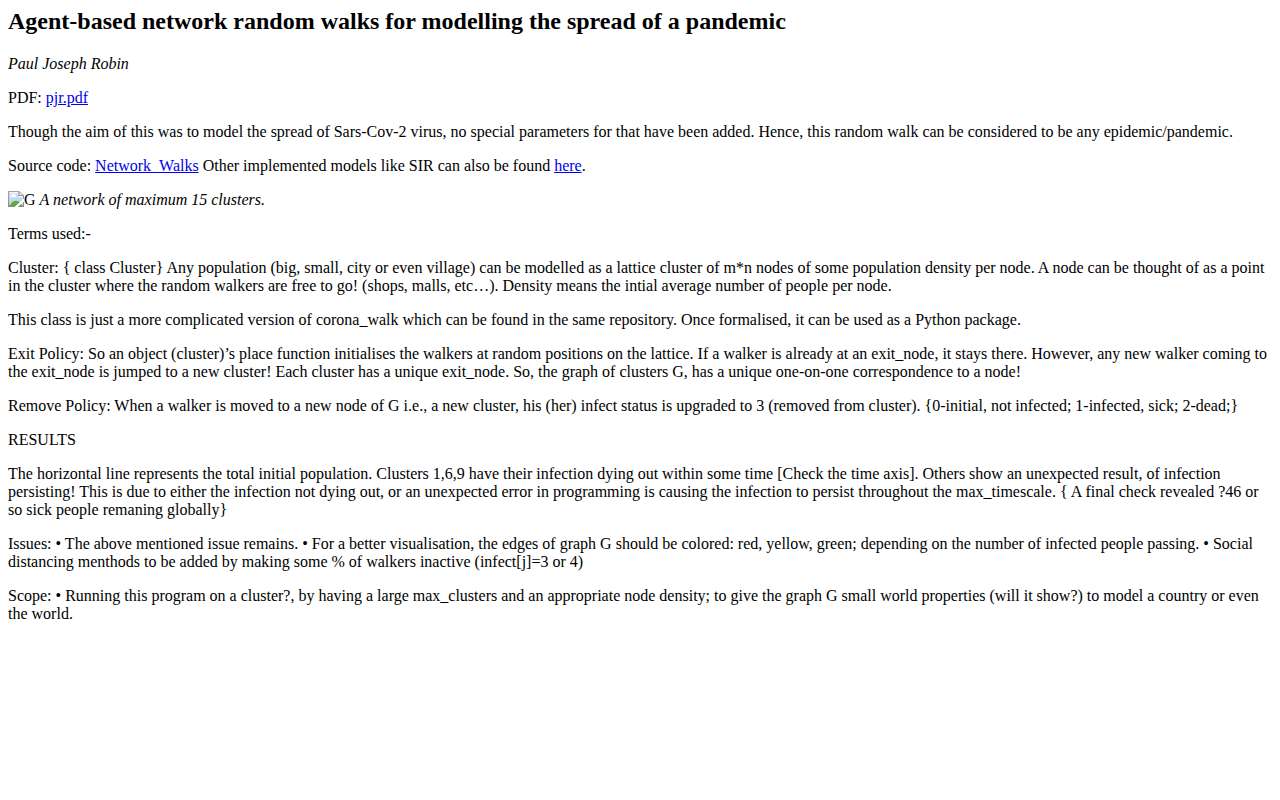 Agent-based network random walks for modelling the spread of a pandemic
Paul Joseph Robin
PDF: pjr.pdf
Though the aim of this was to model the spread of Sars-Cov-2 virus, no special parameters for that have been added. Hence, this random walk can be considered to be any epidemic/pandemic.
Source code: Network_Walks Other implemented models like SIR can also be found here.
G A network of maximum 15 clusters.
Terms used:-
Cluster: { class Cluster} Any population (big, small, city or even village) can be modelled as a lattice cluster of m*n nodes of some population density per node. A node can be thought of as a point
in the cluster where the random walkers are free to go! (shops, malls, etc…). Density means the intial average number of people per node.
This class is just a more complicated version of corona_walk which can be found in the same repository. Once formalised, it can be used as a Python package.
Exit Policy: So an object (cluster)’s place function initialises the walkers at random positions on the lattice. If a walker is already at an exit_node, it stays there. However, any new walker coming to
the exit_node is jumped to a new cluster! Each cluster has a unique exit_node. So, the graph of clusters G, has a unique one-on-one correspondence to a node!
Remove Policy: When a walker is moved to a new node of G i.e., a new cluster, his (her) infect status is upgraded to 3 (removed from cluster). {0-initial, not infected; 1-infected, sick; 2-dead;}
RESULTS
The horizontal line represents the total initial population. Clusters 1,6,9 have their infection dying out within some time [Check the time axis]. Others show an unexpected result, of infection
persisting! This is due to either the infection not dying out, or an unexpected error in programming is causing the infection to persist throughout the max_timescale. { A final check revealed ?46 or
so sick people remaning globally}
Issues: • The above mentioned issue remains. • For a better visualisation, the edges of graph G should be colored: red, yellow, green; depending on the number of infected people passing. • Social
distancing menthods to be added by making some % of walkers inactive (infect[j]=3 or 4)
Scope: • Running this program on a cluster?, by having a large max_clusters and an appropriate node density; to give the graph G small world properties (will it show?) to model a country or even
the world.